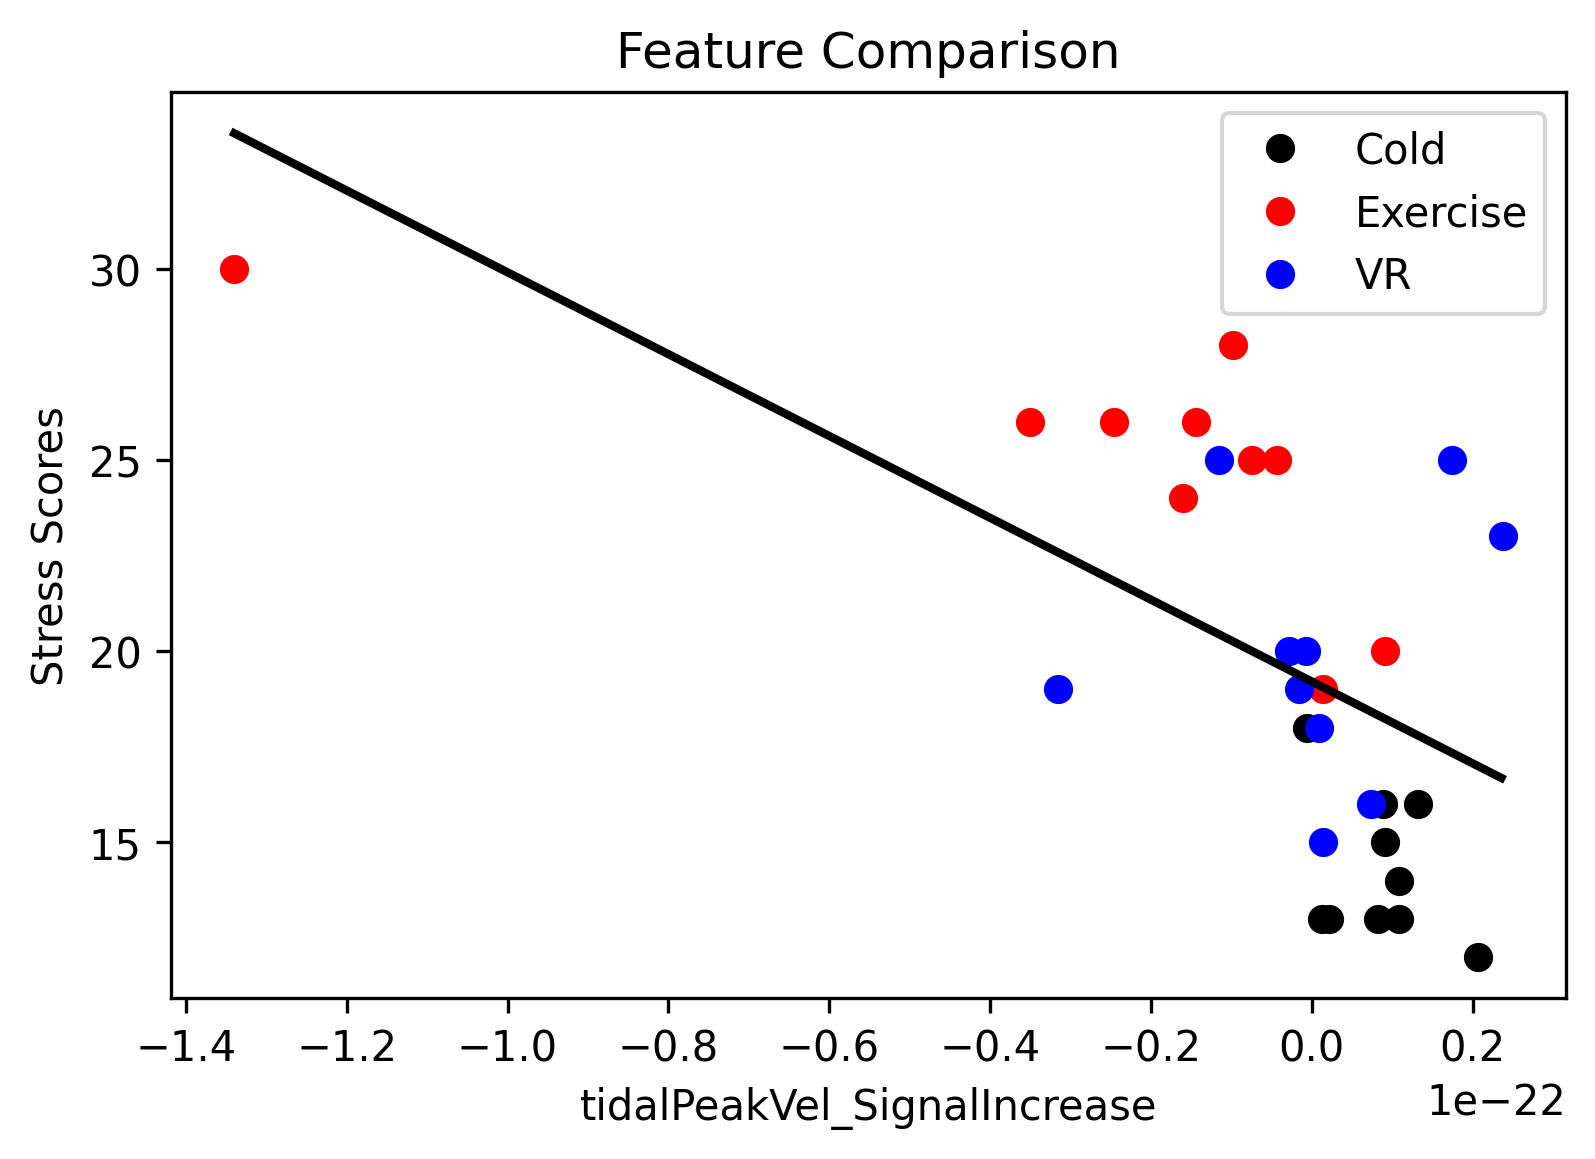 Feature Comparison
Cold
Exercise
VR
Stress Scores
30
25
20
15
−1.4
−1.2
−1.0
−0.8
−0.6
−0.4
−0.2
0.0
0.2
1e−22
tidalPeakVel_SignalIncrease